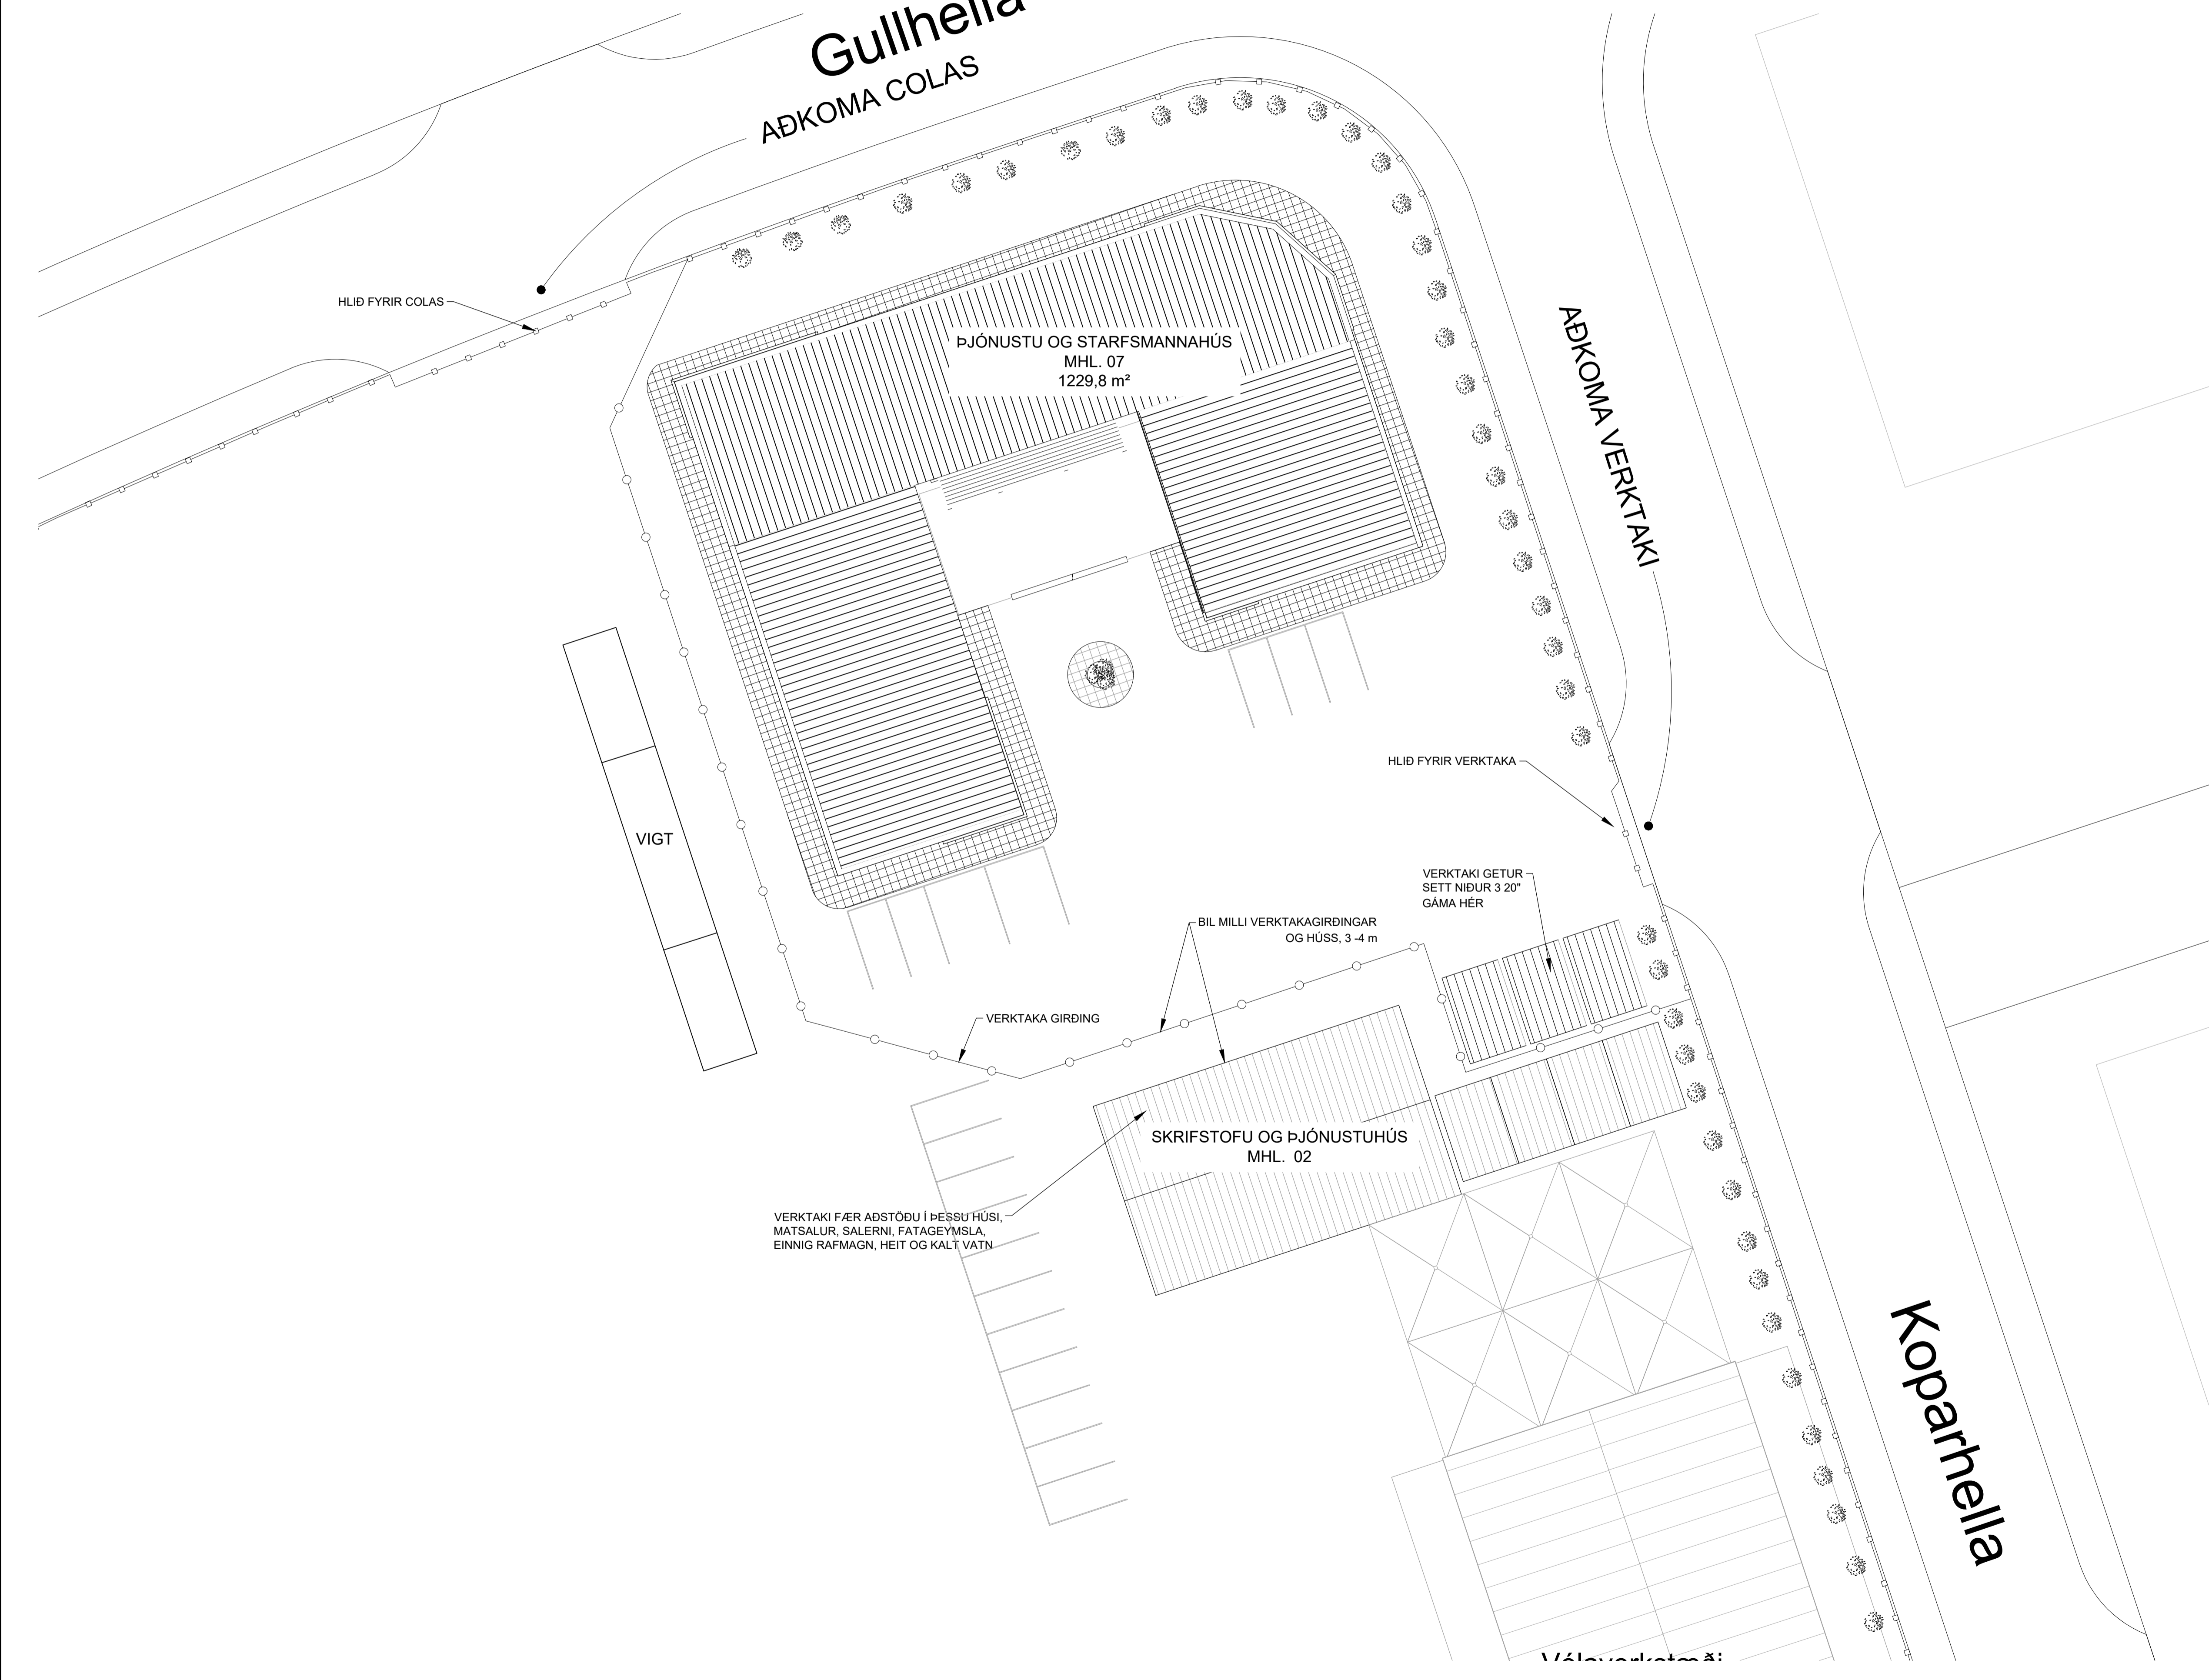 Gullhella
AÐKOMA COLAS
HLIÐ FYRIR COLAS
ÞJÓNUSTU OG STARFSMANNAHÚS
MHL. 07
1229,8 m²
AÐKOMA VERKTAKI
HLIÐ FYRIR VERKTAKA
VIGT
VERKTAKI GETUR
SETT NIÐUR 3 20"
GÁMA HÉR
BIL MILLI VERKTAKAGIRÐINGAR
OG HÚSS, 3 -4 m
VERKTAKA GIRÐING
SKRIFSTOFU OG ÞJÓNUSTUHÚS
MHL. 02
VERKTAKI FÆR AÐSTÖÐU Í ÞESSU HÚSI,
MATSALUR, SALERNI, FATAGEYMSLA,
EINNIG RAFMAGN, HEIT OG KALT VATN
Koparhella
Vélaverkstæði